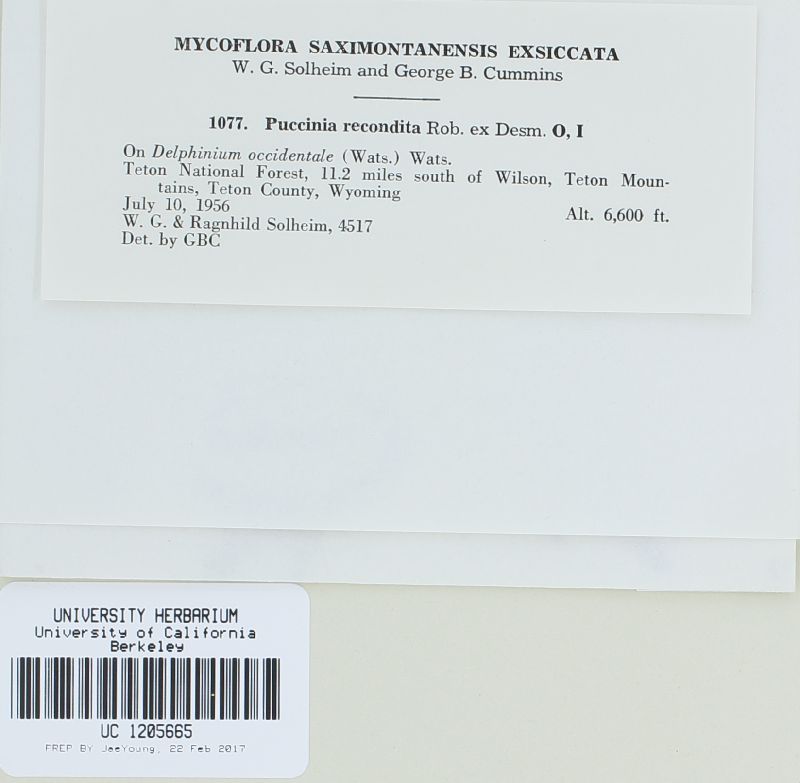 MYCOFLORA SAXIMONTANENSIS EXSICCATA
W. G. Solheim and George B. Cummins
1077. Puccinia recondita Rob. ex Desm. O, I
On Delphinium occidentale (Wats.) Wats.
Teton National Forest, 11.2 miles south of Wilson, Teton Moun-
tains, Teton County, Wyoming
July 10, 1956 Alt. 6,600 ft.
W. G. & Ragnhild Solheim, 4517
Det. by GBC
UNIVERSITY HERBARIUM
University of California
Berkeley
UC 1205665
PREP BY JaeYoung, 22 Feb 2017